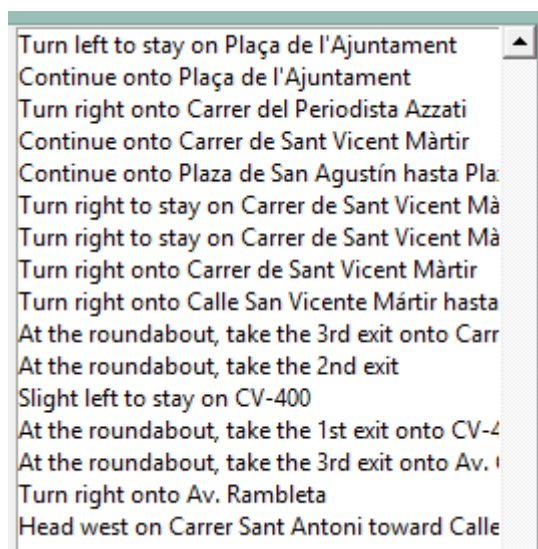 Turn left to stay on Plaça de l'Ajuntament
Continue onto Plaça de l'Ajuntament
Turn right onto Carrer del Periodista Azzati
Continue onto Carrer de Sant Vicent Màrtir
Continue onto Plaza de San Agustín hasta Pla
Turn right to stay on Carrer de Sant Vicent Mà
Turn right to stay on Carrer de Sant Vicent Mà
Turn right onto Carrer de Sant Vicent Màrtir
Turn right onto Calle San Vicente Mártir hasta
At the roundabout, take the 3rd exit onto Carr
At the roundabout, take the 2nd exit
Slight left to stay on CV-400
At the roundabout, take the 1st exit onto CV-4
At the roundabout, take the 3rd exit onto Av.
Turn right onto Av. Rambleta
Head west on Carrer Sant Antoni toward Calle